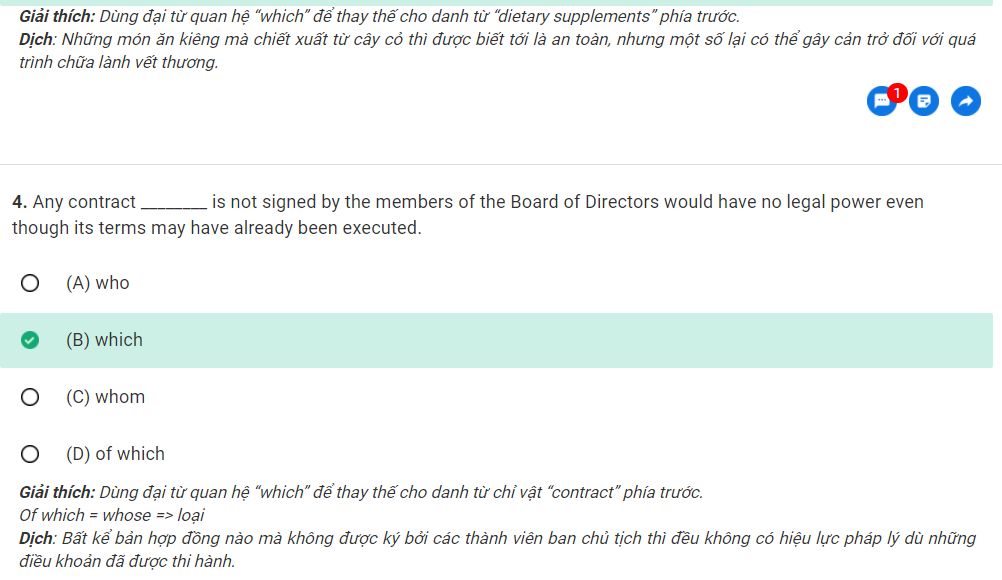 Giải thích: Dùng đại từ quan hệ “which” để thay thế cho danh từ “dietary supplements” phía trước.
Dịch: Những món ăn kiêng mà chiết xuất từ cây cỏ thì được biết tới là an toàn, nhưng một số lại có thể gây cản trở đối với quá
trình chữa lành vết thương.
1
4. Any contract ________ is not signed by the members of the Board of Directors would have no legal power even
though its terms may have already been executed.
(A) who
(B) which
(C) whom
(D) of which
Giải thích: Dùng đại từ quan hệ “which” để thay thế cho danh từ chỉ vật “contract” phía trước.
Of which = whose => loại
Dịch: Bất kể bản hợp đồng nào mà không được ký bởi các thành viên ban chủ tịch thì đều không có hiệu lực pháp lý dù những
điều khoản đã được thi hành.